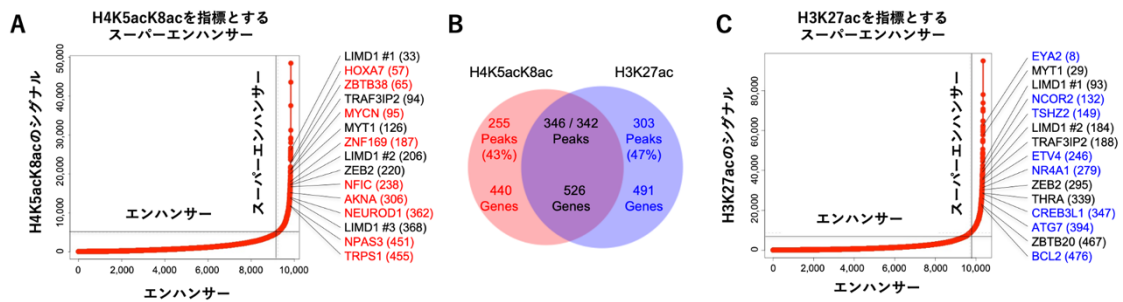 A
H4K5acK8acを指標とする
スーパーエンハンサー
H4K5acK8acのシグナル
50,000
40,000
30,000
20,000
10,000
0
スーパーエンハンサー
エンハンサー
0
2,000
4,000
6,000
8,000
10,000
エンハンサー
LIMD1 #1 (33)
HOXA7 (57)
ZBTB38 (65)
TRAF3IP2 (94)
MYCN (95)
MYT1 (126)
ZNF169 (187)
LIMD1 #2 (206)
ZEB2 (220)
NFIC (238)
AKNA (306)
NEUROD1 (362)
LIMD1 #3 (368)
NPAS3 (451)
TRPS1 (455)
B
H4K5acK8ac
H3K27ac
255
Peaks
(43%)
346 / 342
Peaks
303
Peaks
(47%)
440
Genes
526
Genes
491
Genes
C
H3K27acを指標とする
スーパーエンハンサー
H3K27acのシグナル
80,000
60,000
40,000
20,000
0
スーパーエンハンサー
エンハンサー
0
2,000
4,000
6,000
8,000
10,000
エンハンサー
EYA2 (8)
MYT1 (29)
LIMD1 #1 (93)
NCOR2 (132)
TSHZ2 (149)
LIMD1 #2 (184)
TRAF3IP2 (188)
ETV4 (246)
NR4A1 (279)
ZEB2 (295)
THRA (339)
CREB3L1 (347)
ATG7 (394)
ZBTB20 (467)
BCL2 (476)